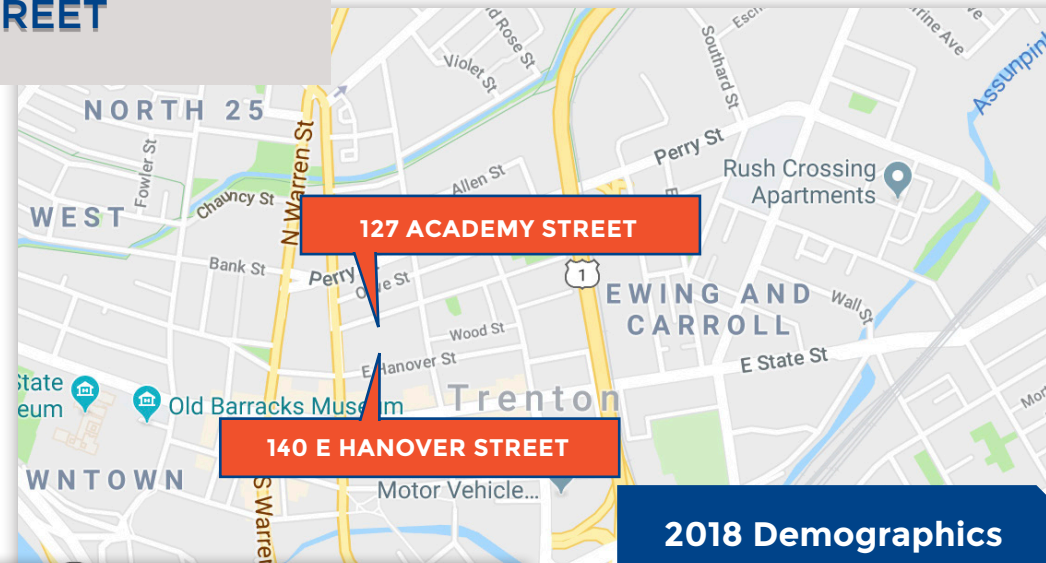 REET
Rose St
Violet St
Southard St
Assunpink
NORTH 25
N Warren St
Fowler St
Perry St
Rush Crossing
Apartments
Allen St
Chauncy St
WEST
127 ACADEMY STREET
Bank St
Perry
St
1
EWING AND
CARROLL
Wall St
Wood St
E Hanover St
E State St
State
eum
Old Barracks Museum
Trenton
140 E HANOVER STREET
WNTOWN
Motor Vehicle...
S Warren
2018 Demographics